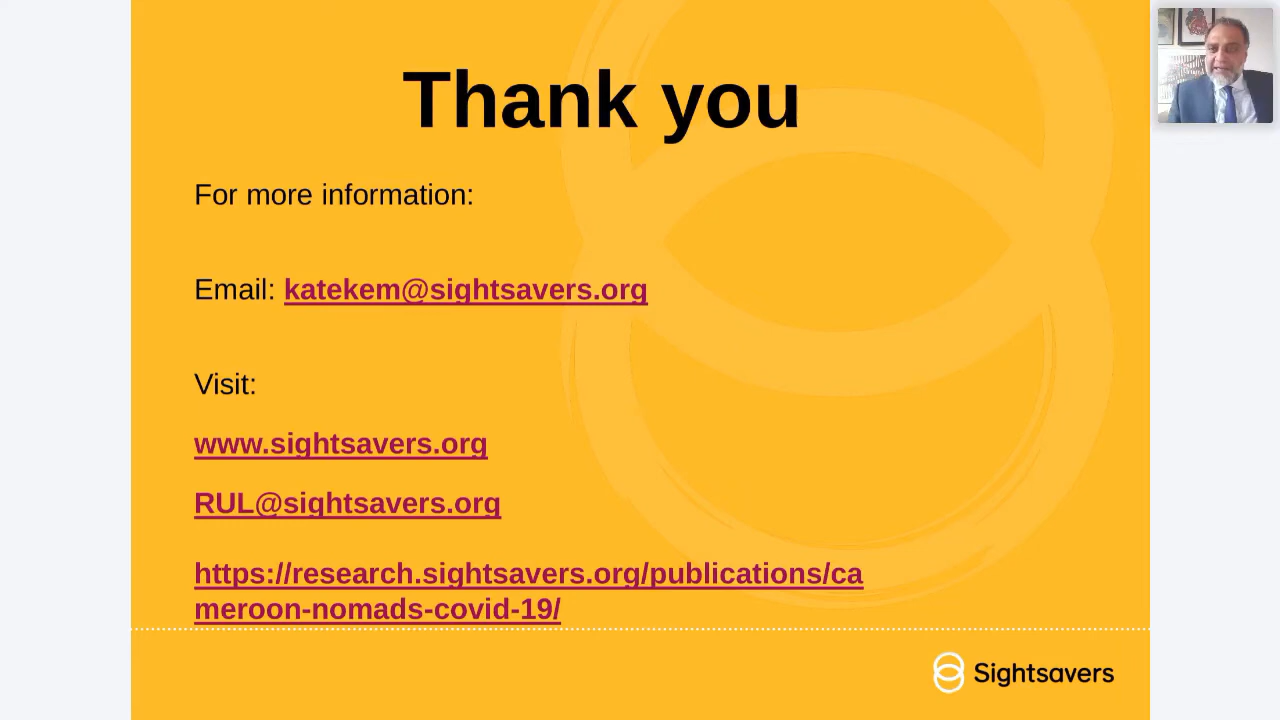 Thank you
For more information:
Email: katekem@sightsavers.org
Visit:
www.sightsavers.org
RUL@sightsavers.org
https://research.sightsavers.org/publications/ca
meroon-nomads-covid-19/
Sightsavers